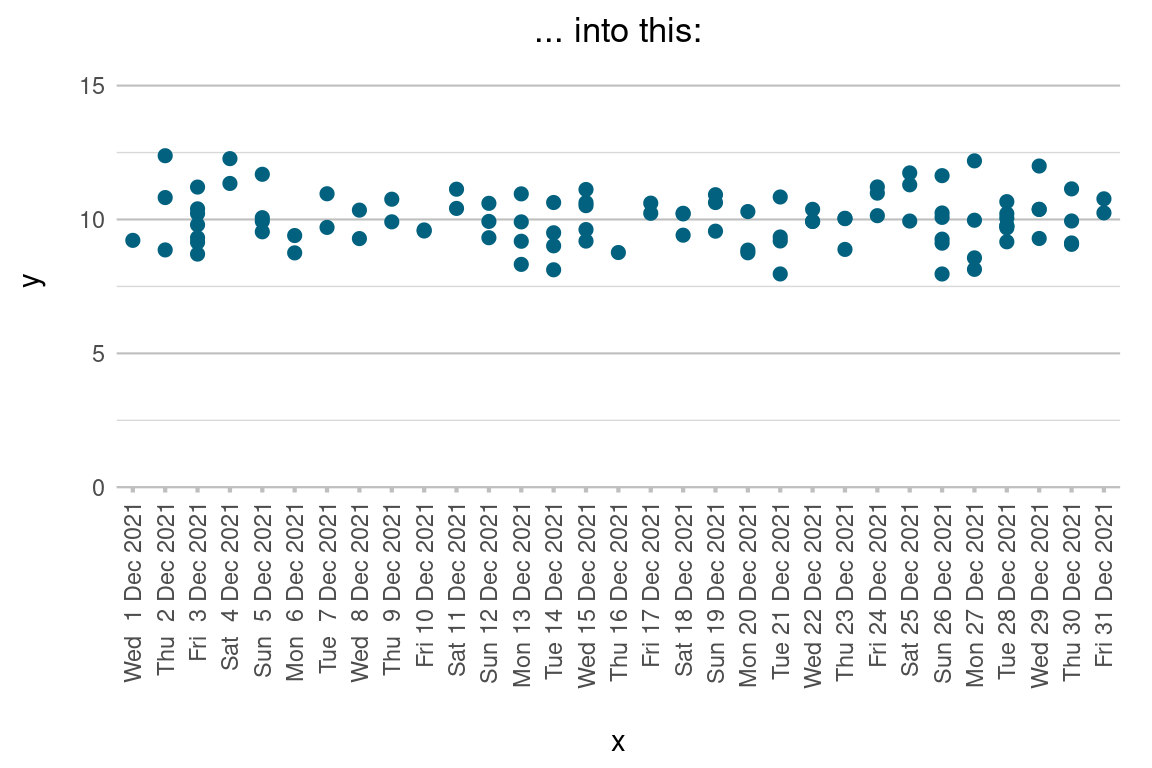 ... into this:
15
10
5
0
y
Wed  1 Dec 2021
Thu  2 Dec 2021
Fri  3 Dec 2021
Sat  4 Dec 2021
Sun  5 Dec 2021
Mon  6 Dec 2021
Tue  7 Dec 2021
Wed  8 Dec 2021
Thu  9 Dec 2021
Fri 10 Dec 2021
Sat 11 Dec 2021
Sun 12 Dec 2021
Mon 13 Dec 2021
Tue 14 Dec 2021
Wed 15 Dec 2021
Thu 16 Dec 2021
Fri 17 Dec 2021
Sat 18 Dec 2021
Sun 19 Dec 2021
Mon 20 Dec 2021
Tue 21 Dec 2021
Wed 22 Dec 2021
Thu 23 Dec 2021
Fri 24 Dec 2021
Sat 25 Dec 2021
Sun 26 Dec 2021
Mon 27 Dec 2021
Tue 28 Dec 2021
Wed 29 Dec 2021
Thu 30 Dec 2021
Fri 31 Dec 2021
x